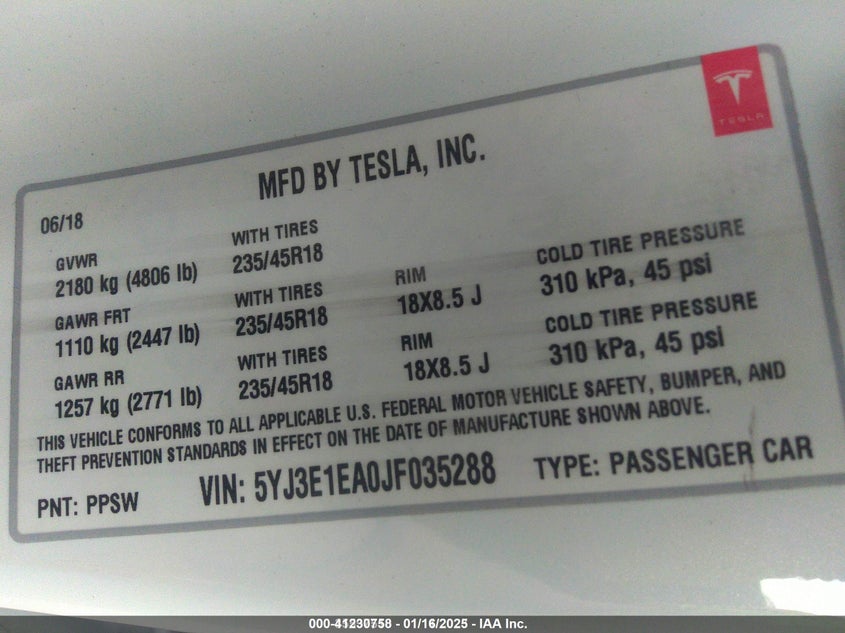 TESLA
MFD BY TESLA, INC.
06/18
GVWR
2180 kg (4806 lb)
WITH TIRES
235/45R18
GAWR FRT
1110 kg (2447 lb)
WITH TIRES
235/45R18
RIM
18X8.5 J
COLD TIRE PRESSURE
310 kPa, 45 psi
GAWR RR
1257 kg (2771 lb)
WITH TIRES
235/45R18
RIM
18X8.5 J
COLD TIRE PRESSURE
310 kPa, 45 psi
THIS VEHICLE CONFORMS TO ALL APPLICABLE U.S. FEDERAL MOTOR VEHICLE SAFETY, BUMPER, AND
THEFT PREVENTION STANDARDS IN EFFECT ON THE DATE OF MANUFACTURE SHOWN ABOVE.
PNT: PPSW
VIN: 5YJ3E1EA0JF035288
TYPE: PASSENGER CAR
000-41230758 - 01/16/2025 - IAA Inc.